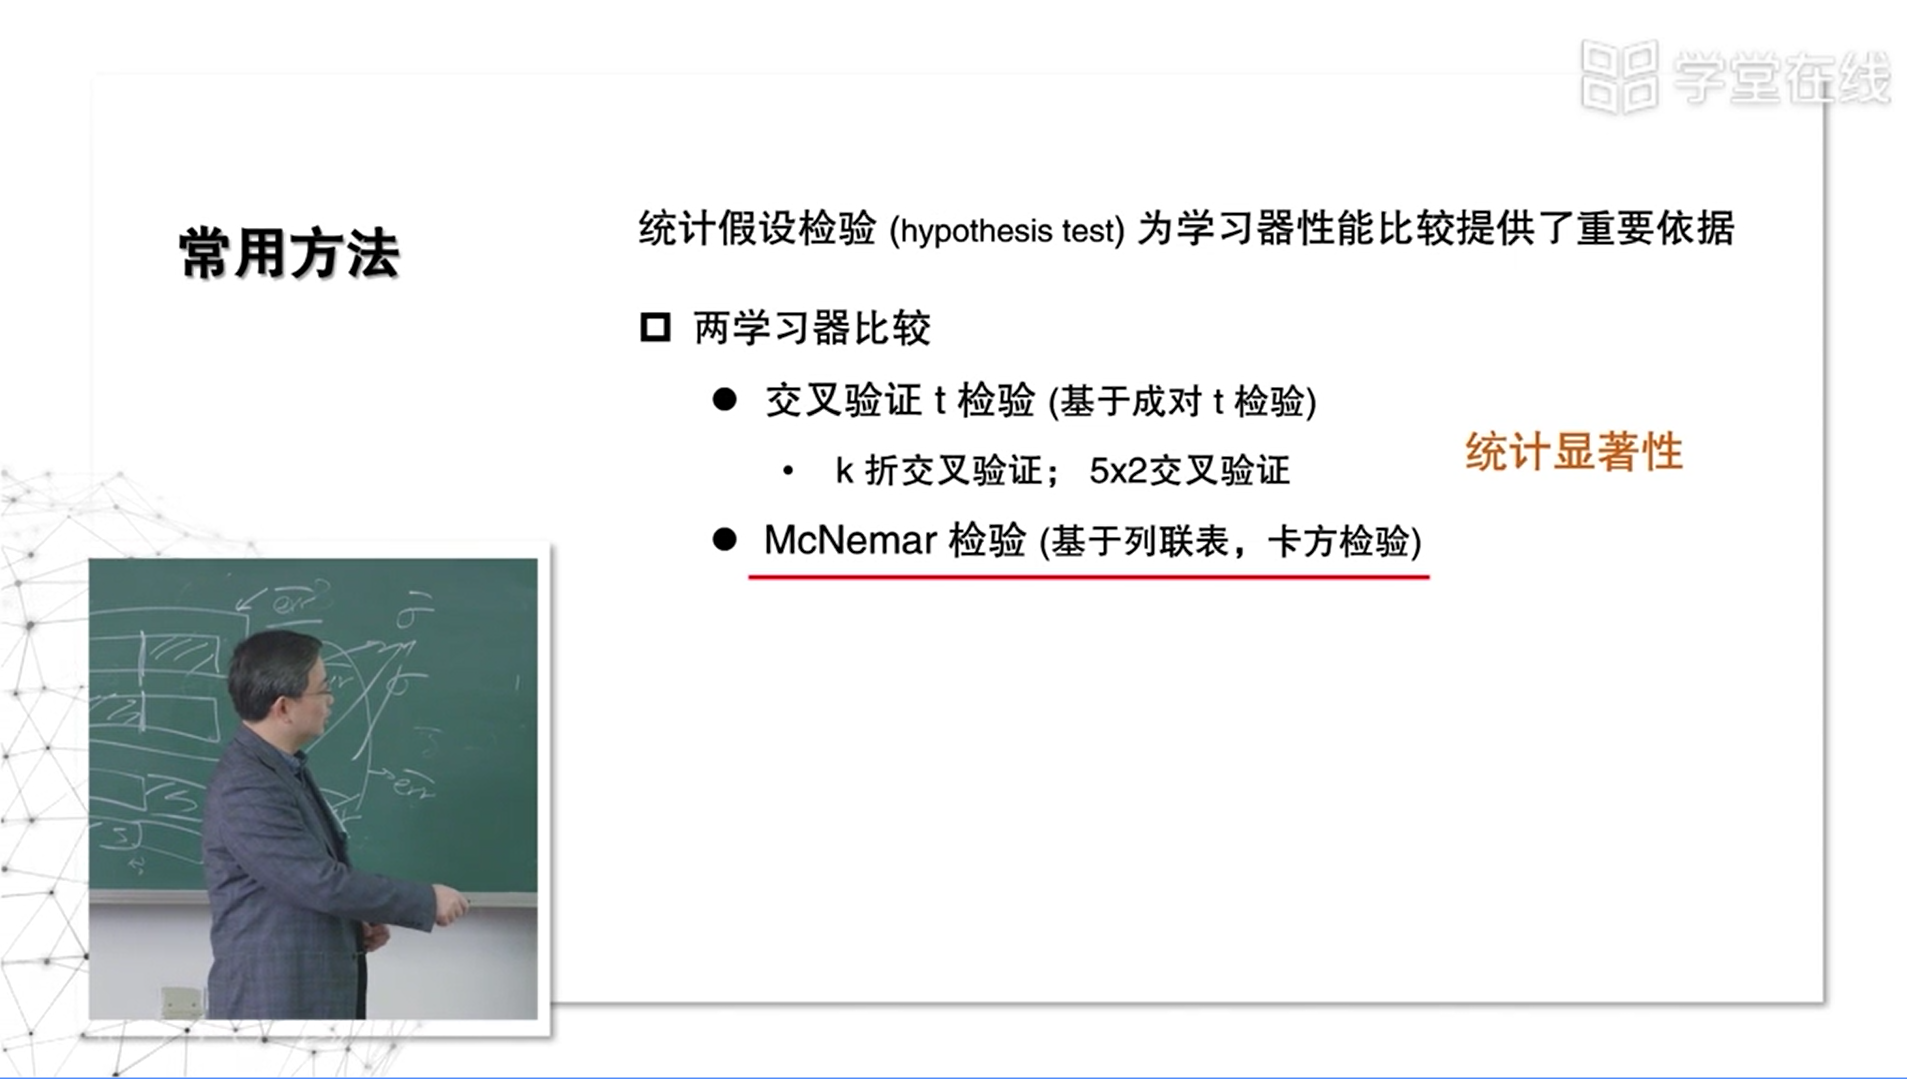 学堂在线
常用方法
统计假设检验 (hypothesis test) 为学习器性能比较提供了重要依据
两学习器比较
交叉验证 t 检验 (基于成对 t 检验)
k 折交叉验证； 5x2交叉验证
统计显著性
McNemar 检验 (基于列联表，卡方检验)
err
σ
σ
err